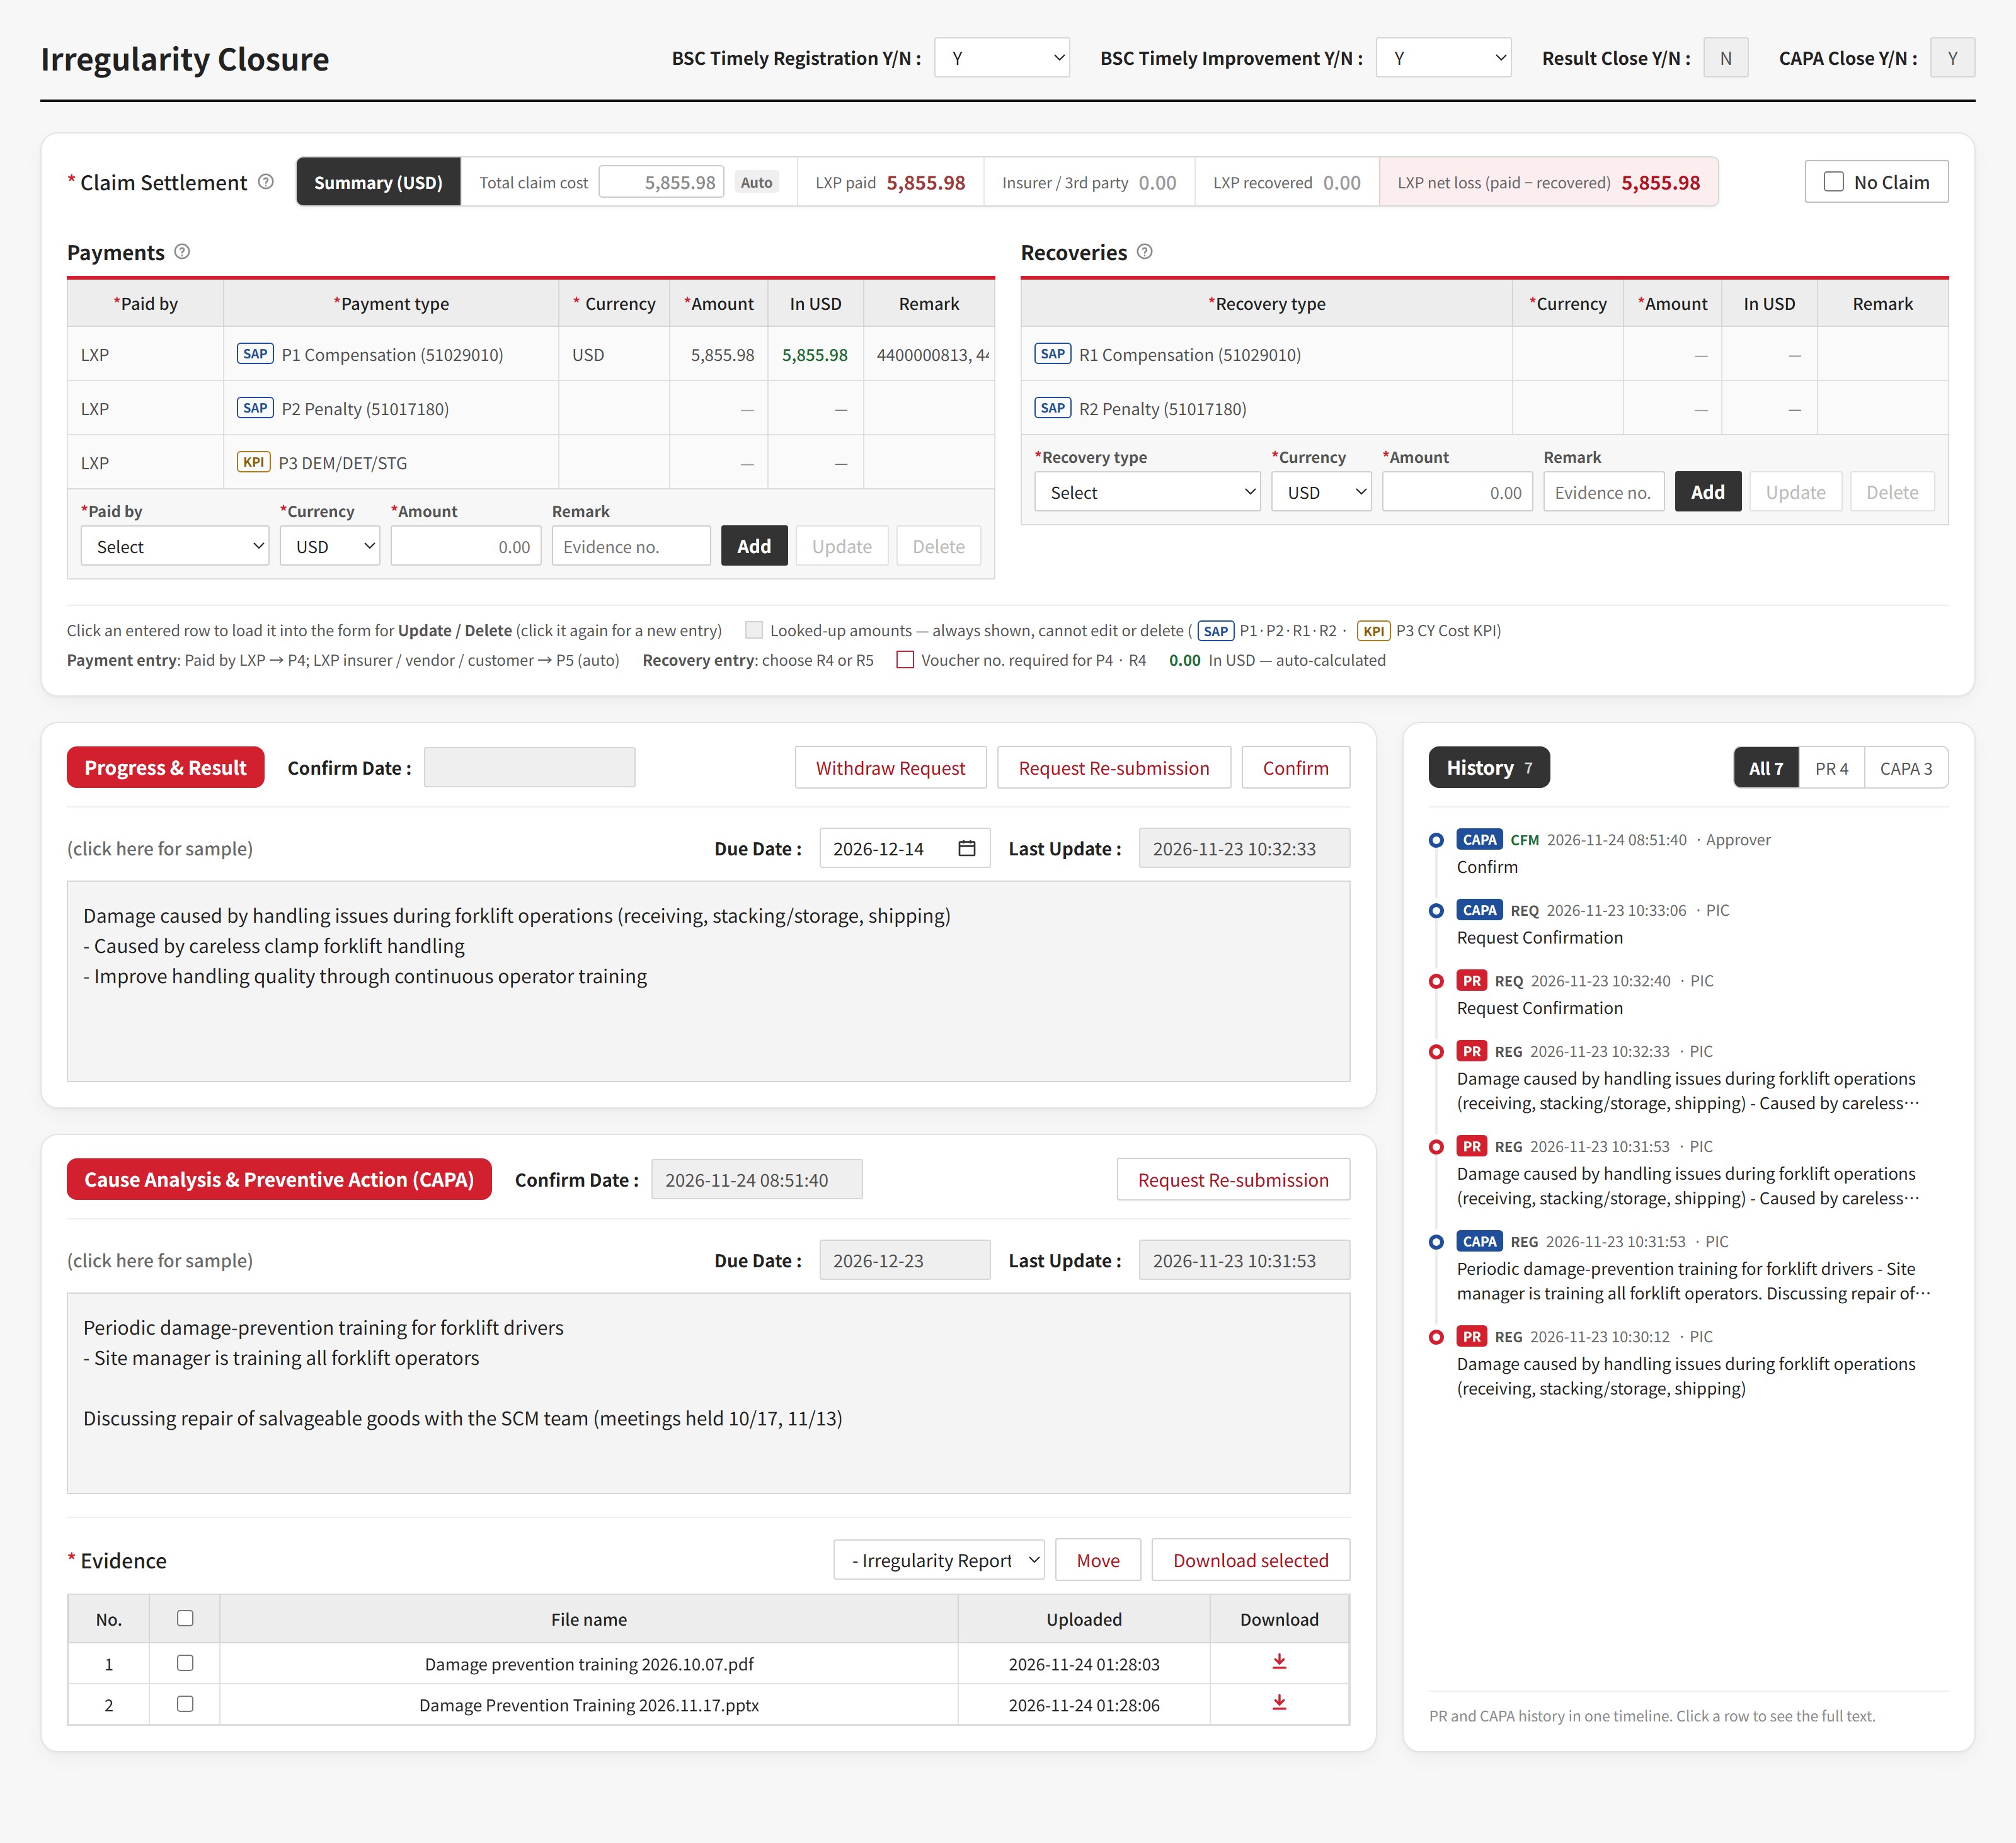 Irregularity Closure
BSC Timely Registration Y/N : Y
BSC Timely Improvement Y/N : Y
Result Close Y/N : N
CAPA Close Y/N : Y
* Claim Settlement
Summary (USD)
Total claim cost 5,855.98 Auto
LXP paid 5,855.98
Insurer / 3rd party 0.00
LXP recovered 0.00
LXP net loss (paid − recovered) 5,855.98
No Claim
Payments
*Paid by *Payment type * Currency *Amount In USD Remark
LXP SAP P1 Compensation (51029010) USD 5,855.98 5,855.98 4400000813, 44
LXP SAP P2 Penalty (51017180) — —
LXP KPI P3 DEM/DET/STG — —
*Paid by *Currency *Amount Remark
Select USD 0.00 Evidence no. Add Update Delete
Recoveries
*Recovery type *Currency *Amount In USD Remark
SAP R1 Compensation (51029010) — —
SAP R2 Penalty (51017180) — —
*Recovery type *Currency *Amount Remark
Select USD 0.00 Evidence no. Add Update Delete
Click an entered row to load it into the form for Update / Delete (click it again for a new entry) Looked-up amounts — always shown, cannot edit or delete ( SAP P1·P2·R1·R2 · KPI P3 CY Cost KPI)
Payment entry: Paid by LXP → P4; LXP insurer / vendor / customer → P5 (auto) Recovery entry: choose R4 or R5 Voucher no. required for P4 · R4 0.00 In USD — auto-calculated
Progress & Result
Confirm Date :
Withdraw Request
Request Re-submission
Confirm
(click here for sample)
Due Date : 2026-12-14
Last Update : 2026-11-23 10:32:33
Damage caused by handling issues during forklift operations (receiving, stacking/storage, shipping)
- Caused by careless clamp forklift handling
- Improve handling quality through continuous operator training
Cause Analysis & Preventive Action (CAPA)
Confirm Date : 2026-11-24 08:51:40
Request Re-submission
(click here for sample)
Due Date : 2026-12-23
Last Update : 2026-11-23 10:31:53
Periodic damage-prevention training for forklift drivers
- Site manager is training all forklift operators
Discussing repair of salvageable goods with the SCM team (meetings held 10/17, 11/13)
* Evidence
- Irregularity Report
Move
Download selected
No. File name Uploaded Download
1 Damage prevention training 2026.10.07.pdf 2026-11-24 01:28:03
2 Damage Prevention Training 2026.11.17.pptx 2026-11-24 01:28:06
History 7
All 7 PR 4 CAPA 3
CAPA CFM 2026-11-24 08:51:40 · Approver
Confirm
CAPA REQ 2026-11-23 10:33:06 · PIC
Request Confirmation
PR REQ 2026-11-23 10:32:40 · PIC
Request Confirmation
PR REG 2026-11-23 10:32:33 · PIC
Damage caused by handling issues during forklift operations
(receiving, stacking/storage, shipping) - Caused by careless…
PR REG 2026-11-23 10:31:53 · PIC
Damage caused by handling issues during forklift operations
(receiving, stacking/storage, shipping) - Caused by careless…
CAPA REG 2026-11-23 10:31:53 · PIC
Periodic damage-prevention training for forklift drivers - Site
manager is training all forklift operators. Discussing repair of…
PR REG 2026-11-23 10:30:12 · PIC
Damage caused by handling issues during forklift operations
(receiving, stacking/storage, shipping)
PR and CAPA history in one timeline. Click a row to see the full text.